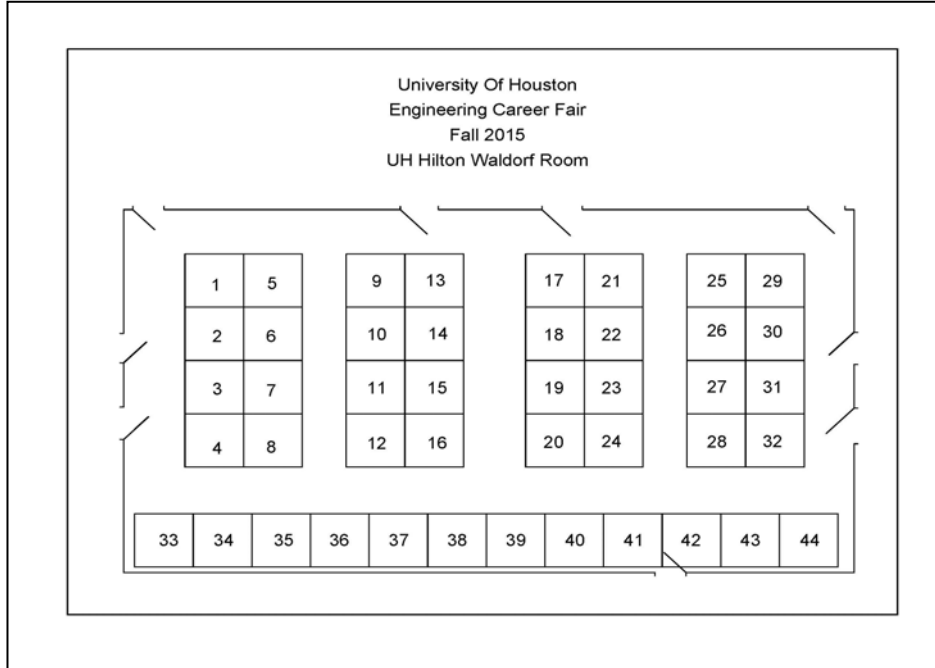 University Of Houston
Engineering Career Fair
Fall 2015
UH Hilton Waldorf Room
1 5 9 13 17 21 25 29
2 6 10 14 18 22 26 30
3 7 11 15 19 23 27 31
4 8 12 16 20 24 28 32
33 34 35 36 37 38 39 40 41 42 43 44